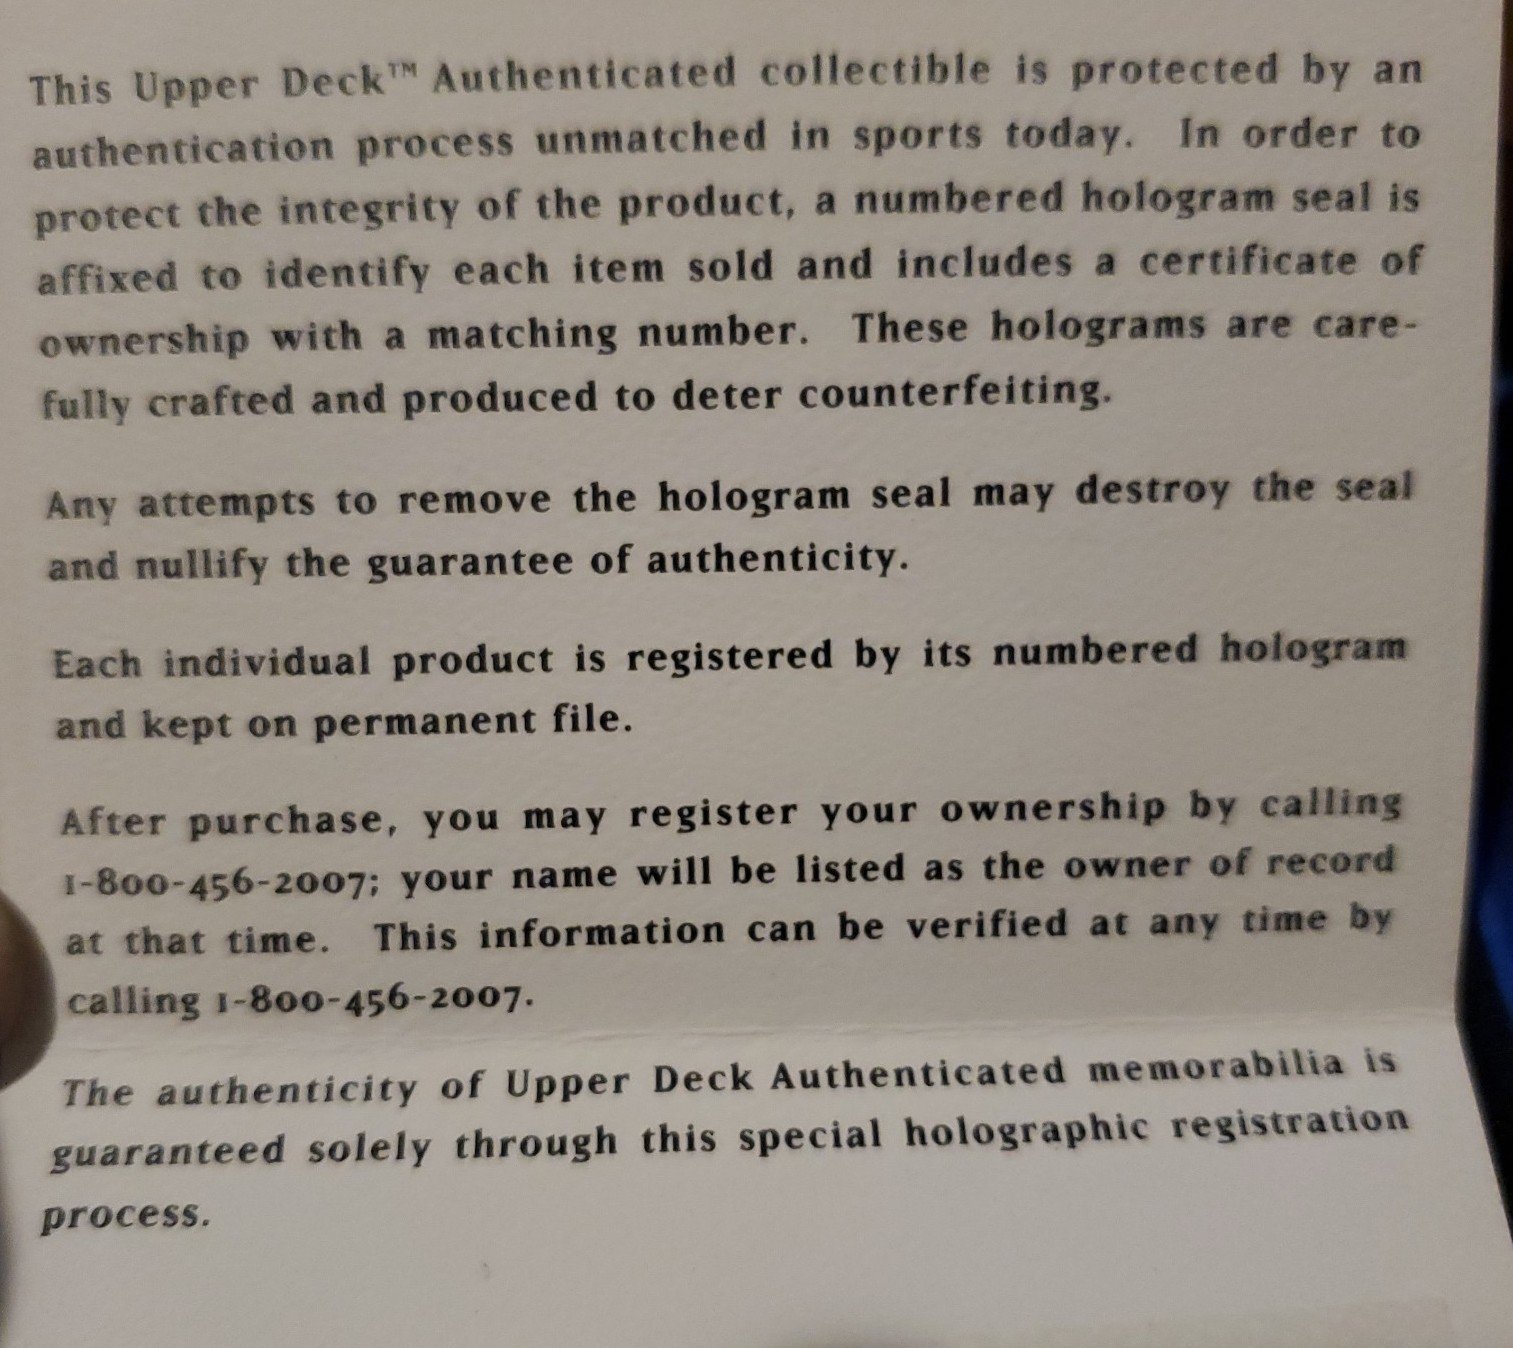 This Upper Deck™ Authenticated collectible is protected by an
authentication process unmatched in sports today. In order to
protect the integrity of the product, a numbered hologram seal is
affixed to identify each item sold and includes a certificate of
ownership with a matching number. These holograms are care-
fully crafted and produced to deter counterfeiting.
Any attempts to remove the hologram seal may destroy the seal
and nullify the guarantee of authenticity.
Each individual product is registered by its numbered hologram
and kept on permanent file.
After purchase, you may register your ownership by calling
1-800-456-2007; your name will be listed as the owner of record
at that time. This information can be verified at any time by
calling 1-800-456-2007.
The authenticity of Upper Deck Authenticated memorabilia is
guaranteed solely through this special holographic registration
process.